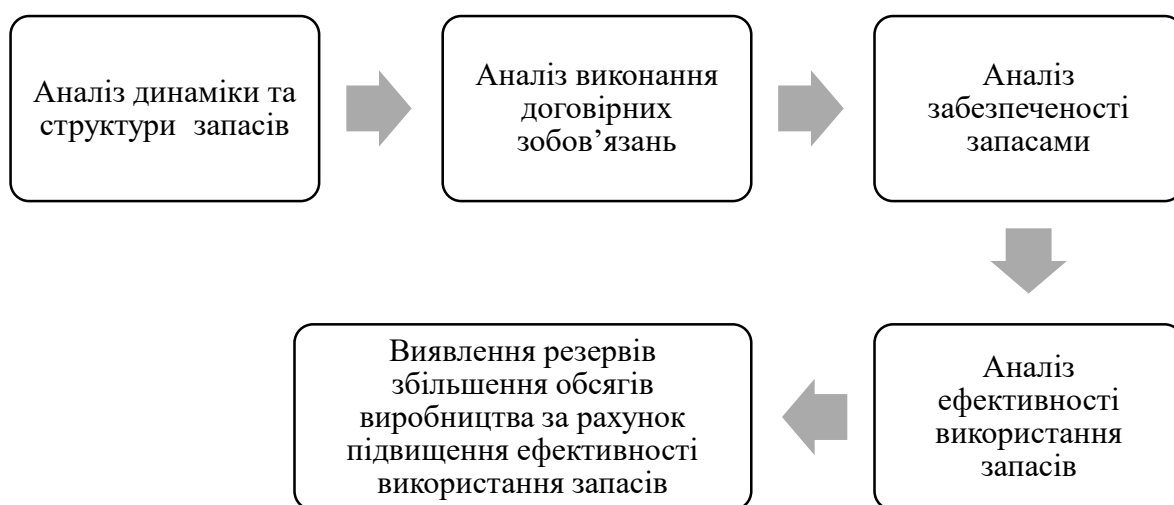 Аналіз динаміки та
структури запасів
Аналіз виконання
договірних
зобов’язань
Аналіз
забезпеченості
запасами
Аналіз
ефективності
використання
запасів
Виявлення резервів
збільшення обсягів
виробництва за рахунок
підвищення ефективності
використання запасів